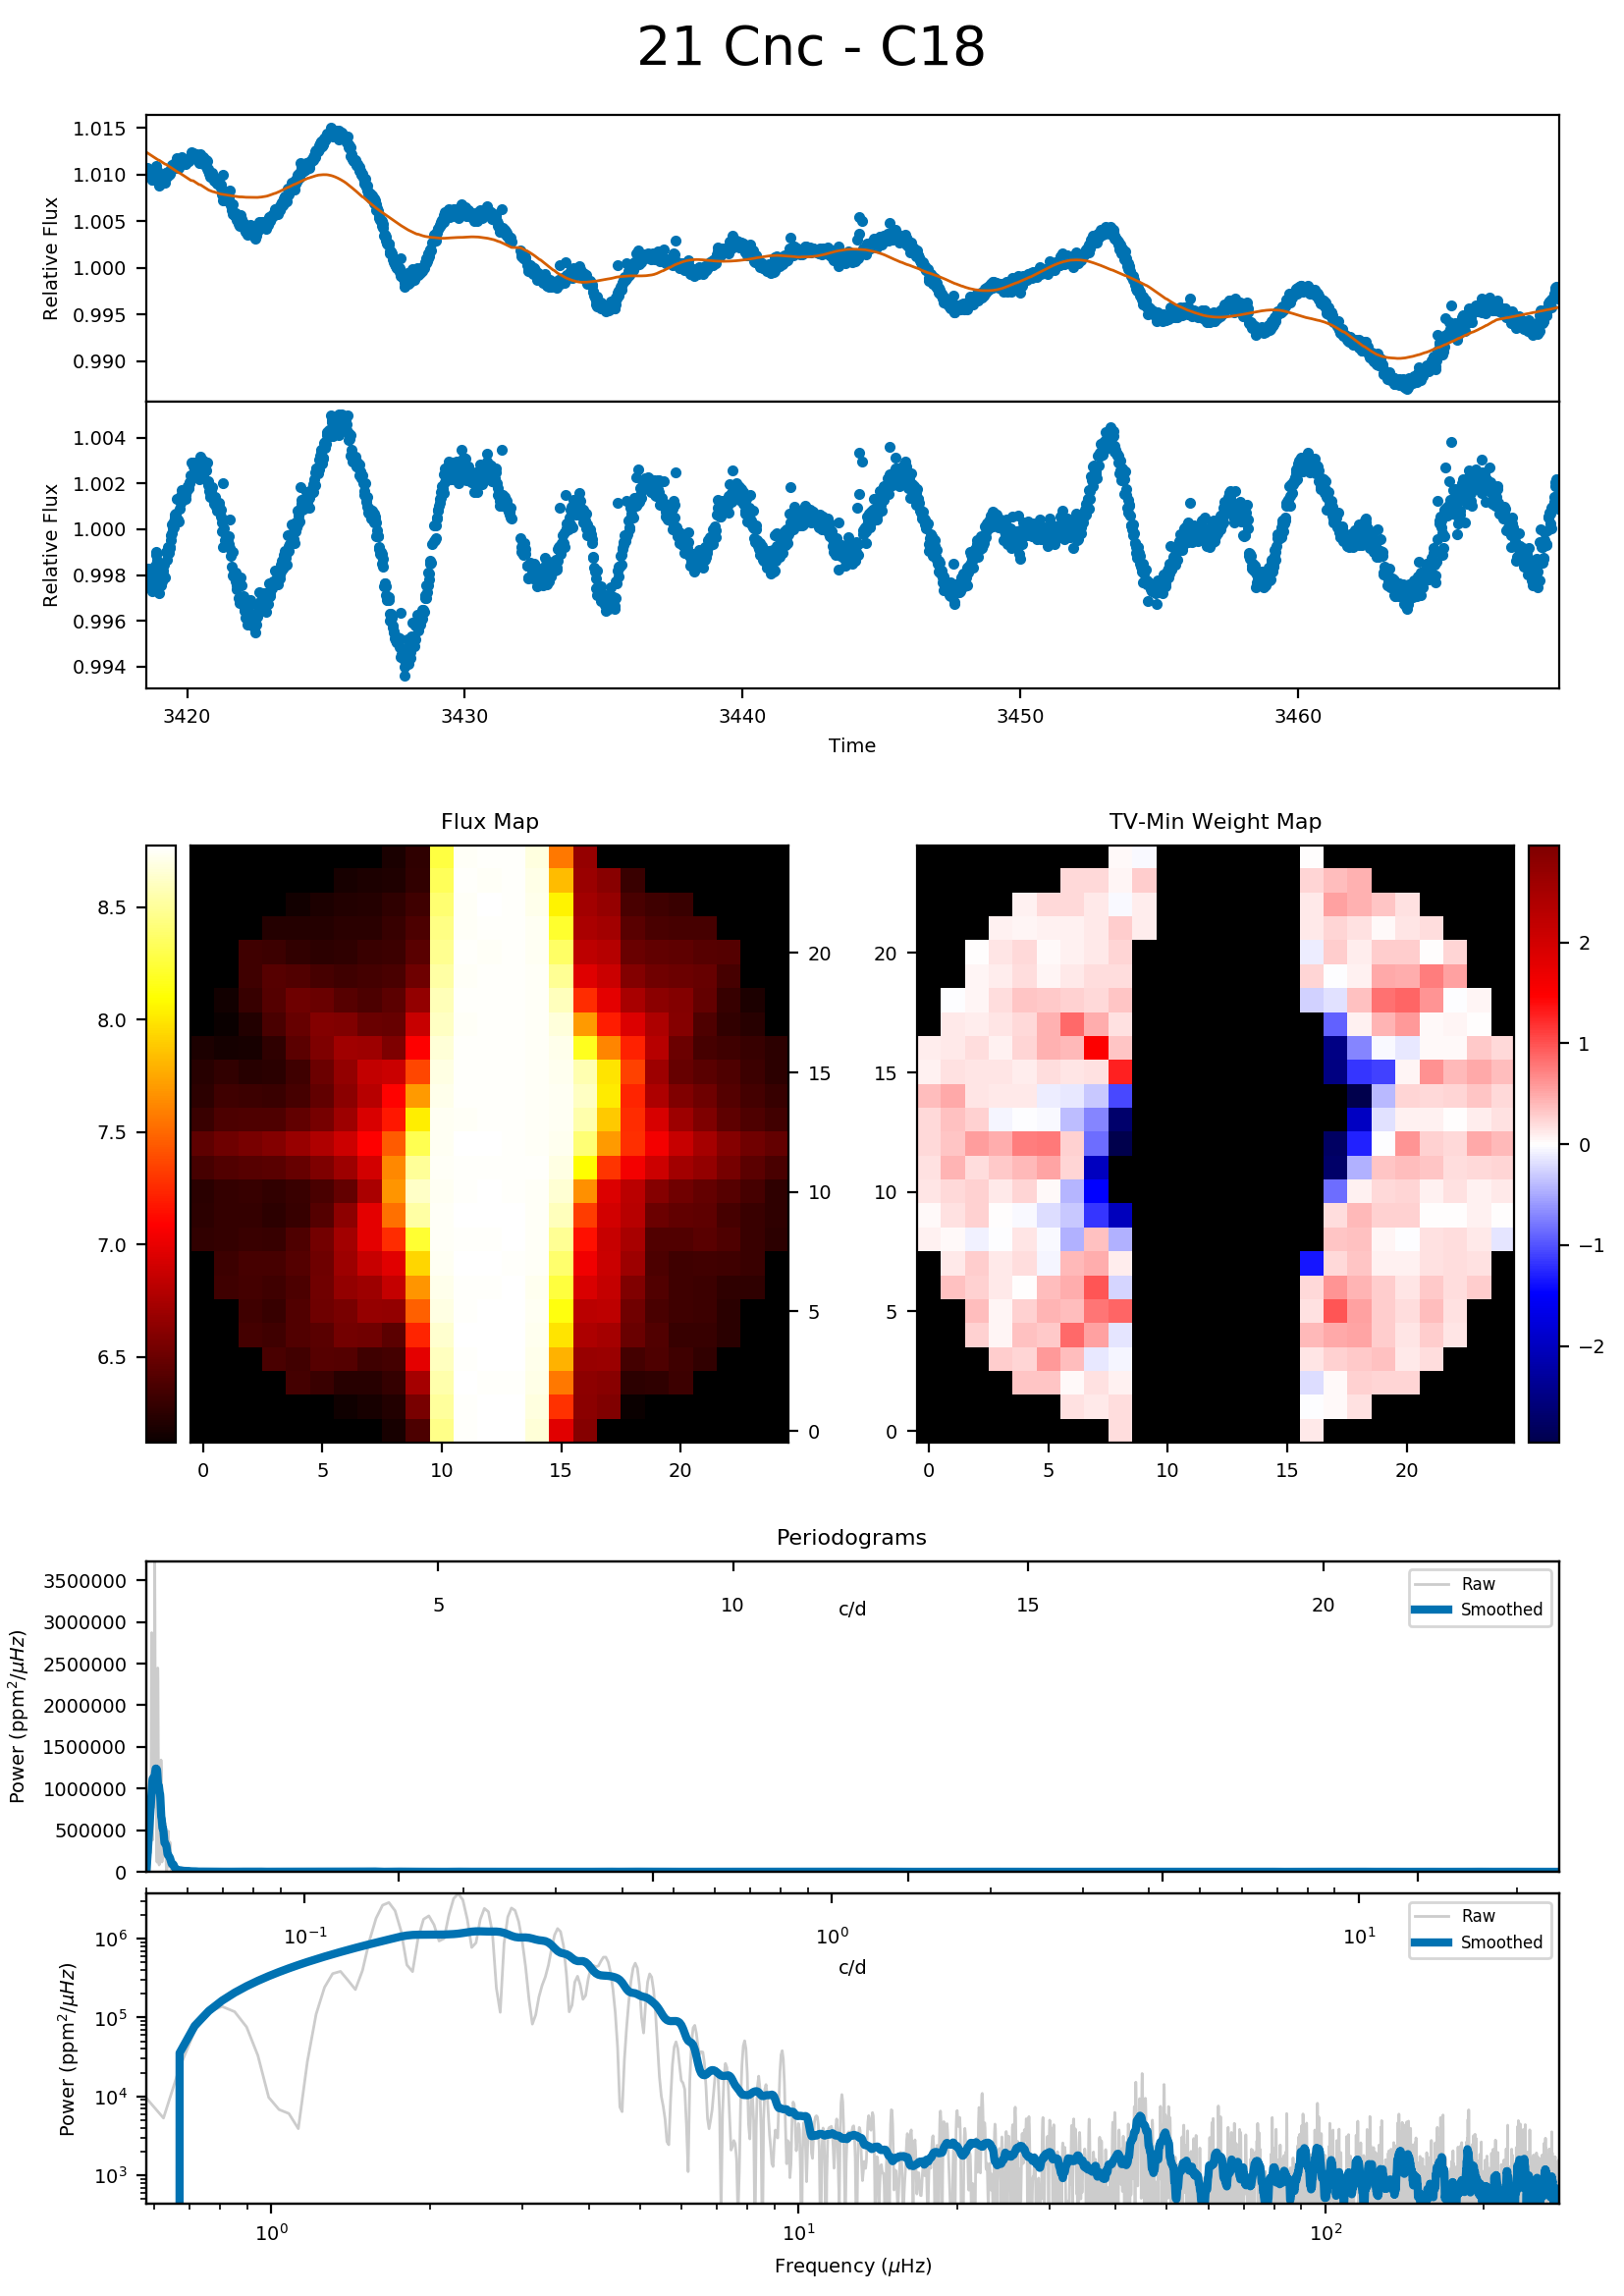 21 Cnc - C18
1.015
1.010
1.005
1.000
0.995
0.990
Relative Flux
1.004
1.002
1.000
0.998
0.996
0.994
Relative Flux
3420 3430 3440 3450 3460
Time
Flux Map
8.5
8.0
7.5
7.0
6.5
20
15
10
5
0
0 5 10 15 20
TV-Min Weight Map
20
15
10
5
0
0 5 10 15 20
2
1
0
−1
−2
Periodograms
3500000
3000000
2500000
2000000
1500000
1000000
500000
0
Power (ppm²/μHz)
5 10 15 20
c/d
Raw
Smoothed
10⁶
10⁵
10⁴
10³
Power (ppm²/μHz)
10⁻¹ 10⁰ 10¹
c/d
Raw
Smoothed
10⁰ 10¹ 10²
Frequency (μHz)